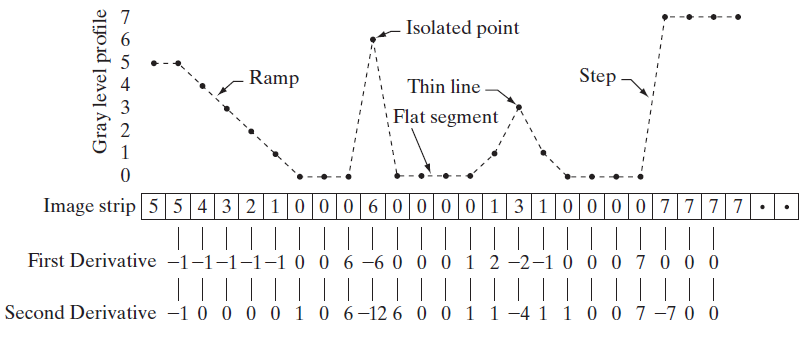 Gray level profile
7
6
5
4
3
2
1
0
Isolated point
Ramp
Thin line
Step
Flat segment
Image strip 5 5 4 3 2 1 0 0 0 6 0 0 0 0 1 3 1 0 0 0 0 7 7 7 7 • •
First Derivative −1 −1 −1 −1 −1 0 0 6 −6 0 0 0 1 2 −2 −1 0 0 0 7 0 0 0
Second Derivative −1 0 0 0 0 1 0 6 −12 6 0 0 1 1 −4 1 1 0 0 7 −7 0 0